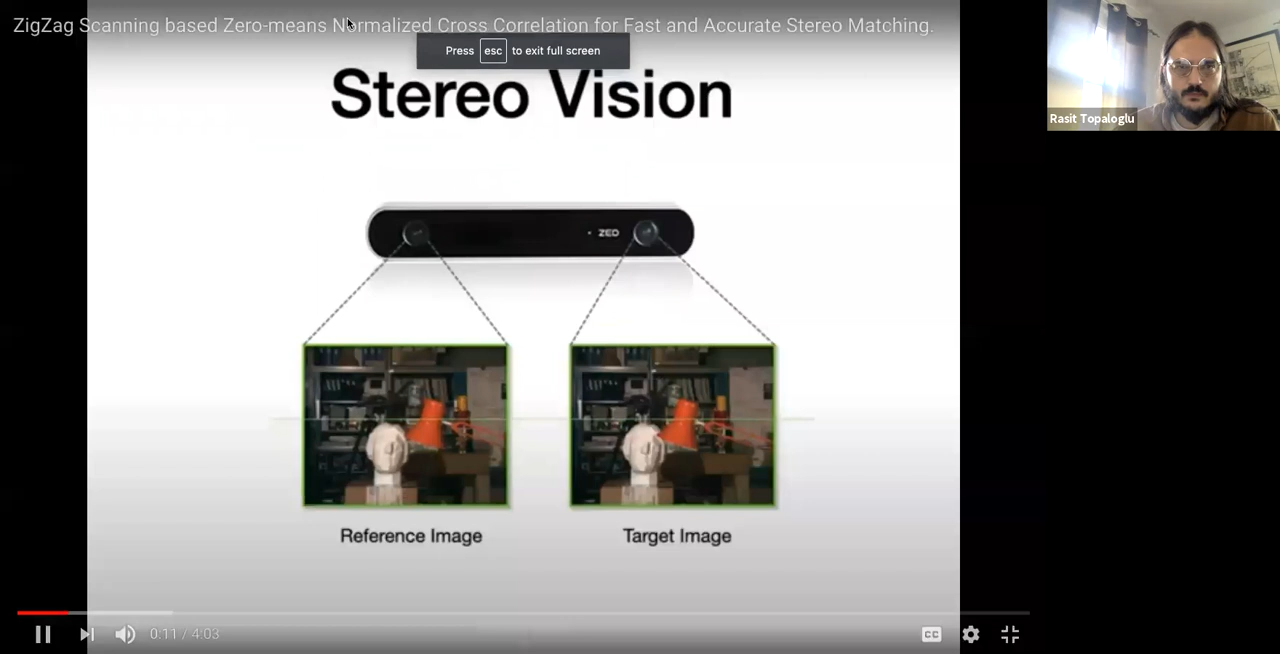 ZigZag Scanning based Zero-means Normalized Cross Correlation for Fast and Accurate Stereo Matching.
Press esc to exit full screen
Rasit Topaloglu
Stereo Vision
ZED
Reference Image
Target Image
0:11 / 4:03
CC